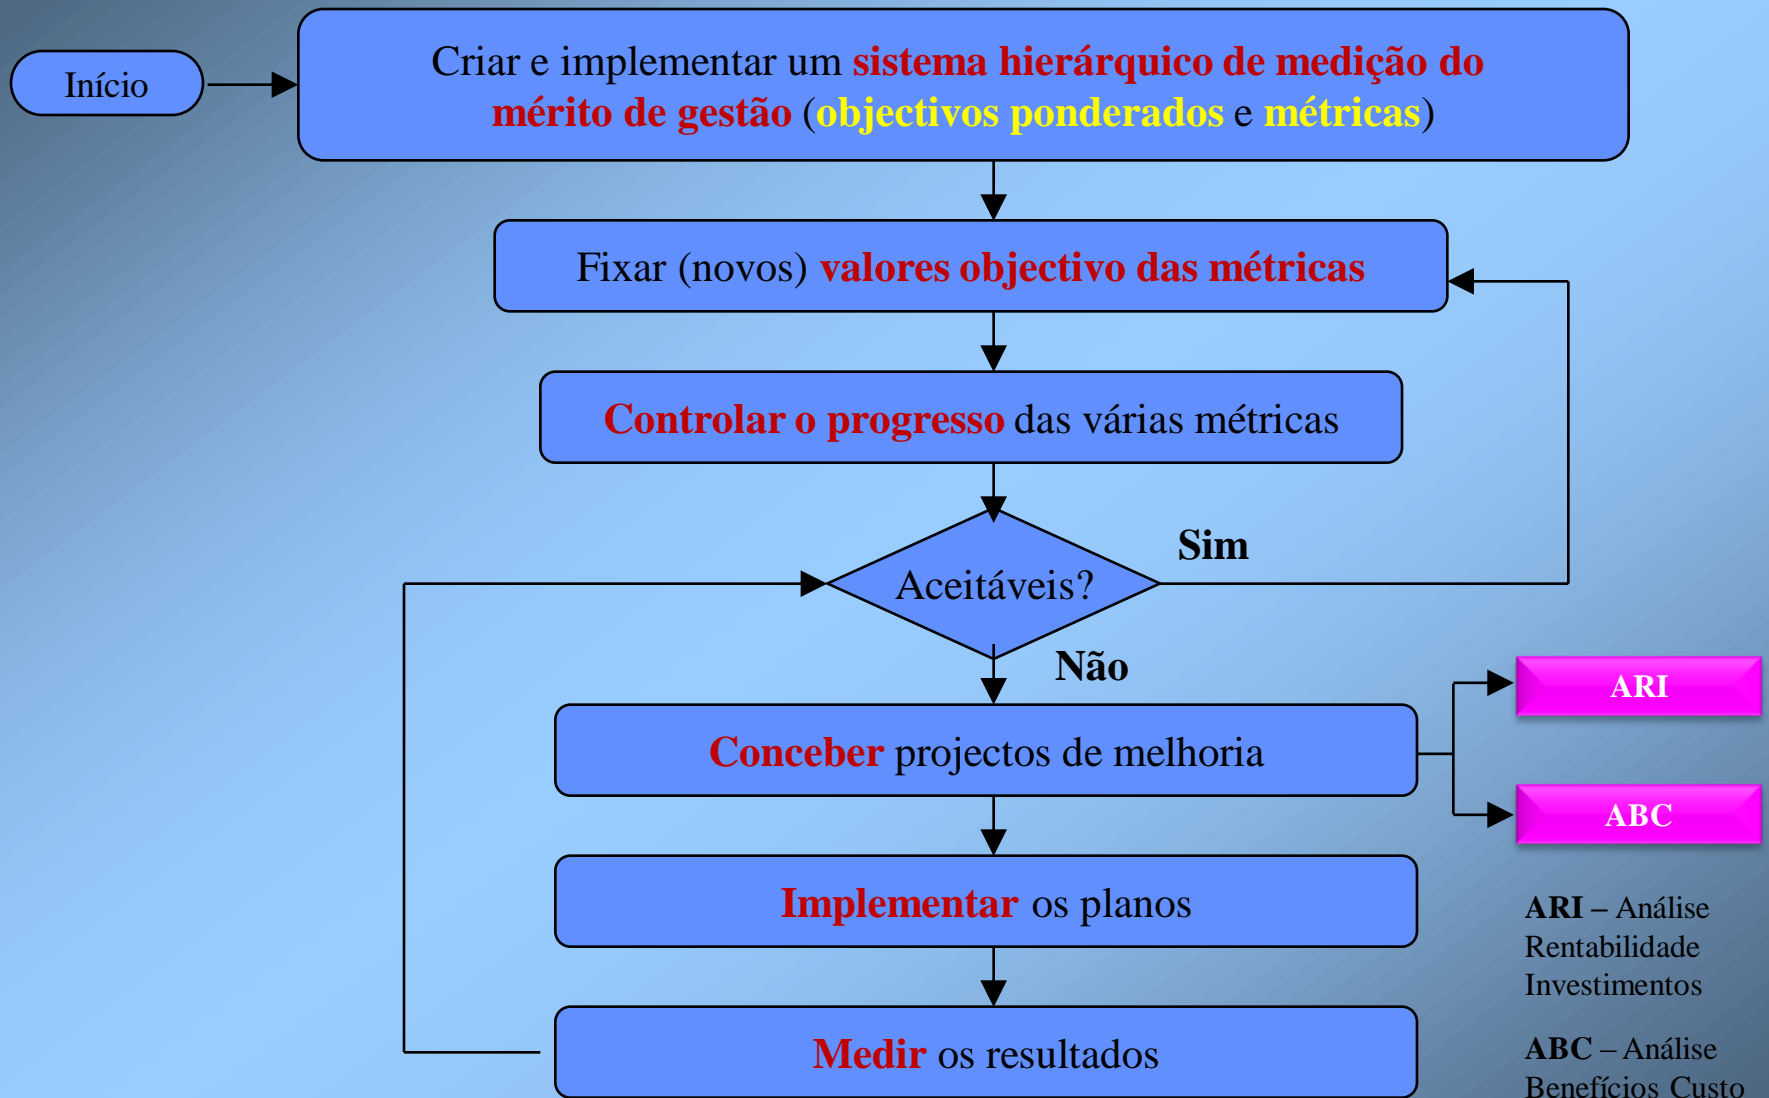 Início
Criar e implementar um sistema hierárquico de medição do
mérito de gestão (objectivos ponderados e métricas)
Fixar (novos) valores objectivo das métricas
Controlar o progresso das várias métricas
Sim
Aceitáveis?
Não
ARI
Conceber projectos de melhoria
ABC
Implementar os planos
ARI – Análise
Rentabilidade
Investimentos
Medir os resultados
ABC – Análise
Benefícios Custo